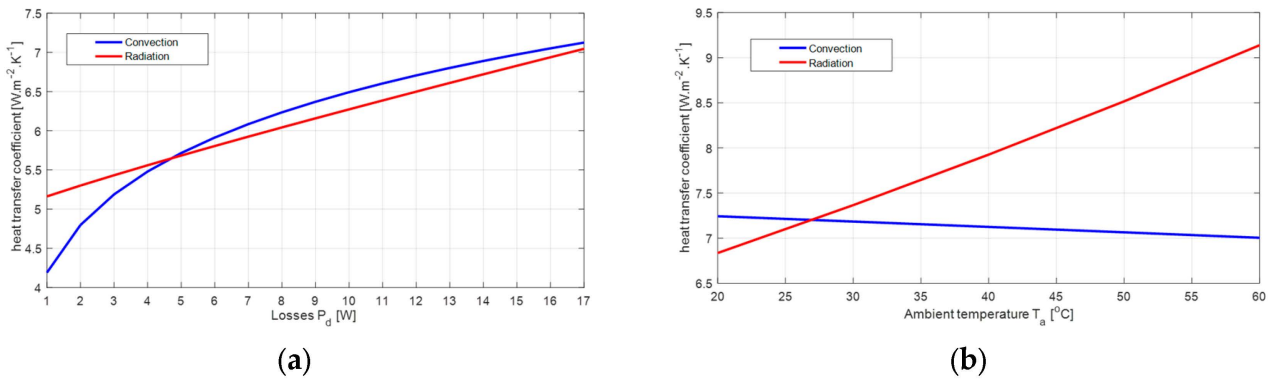 7.5
7
6.5
6
5.5
5
4.5
4
heat transfer coefficient [W.m⁻².K⁻¹]
Convection
Radiation
1 2 3 4 5 6 7 8 9 10 11 12 13 14 15 16 17
Losses P_d [W]
(a)
9.5
9
8.5
8
7.5
7
6.5
heat transfer coefficient [W.m⁻².K⁻¹]
Convection
Radiation
20 25 30 35 40 45 50 55 60
Ambient temperature T_a [°C]
(b)